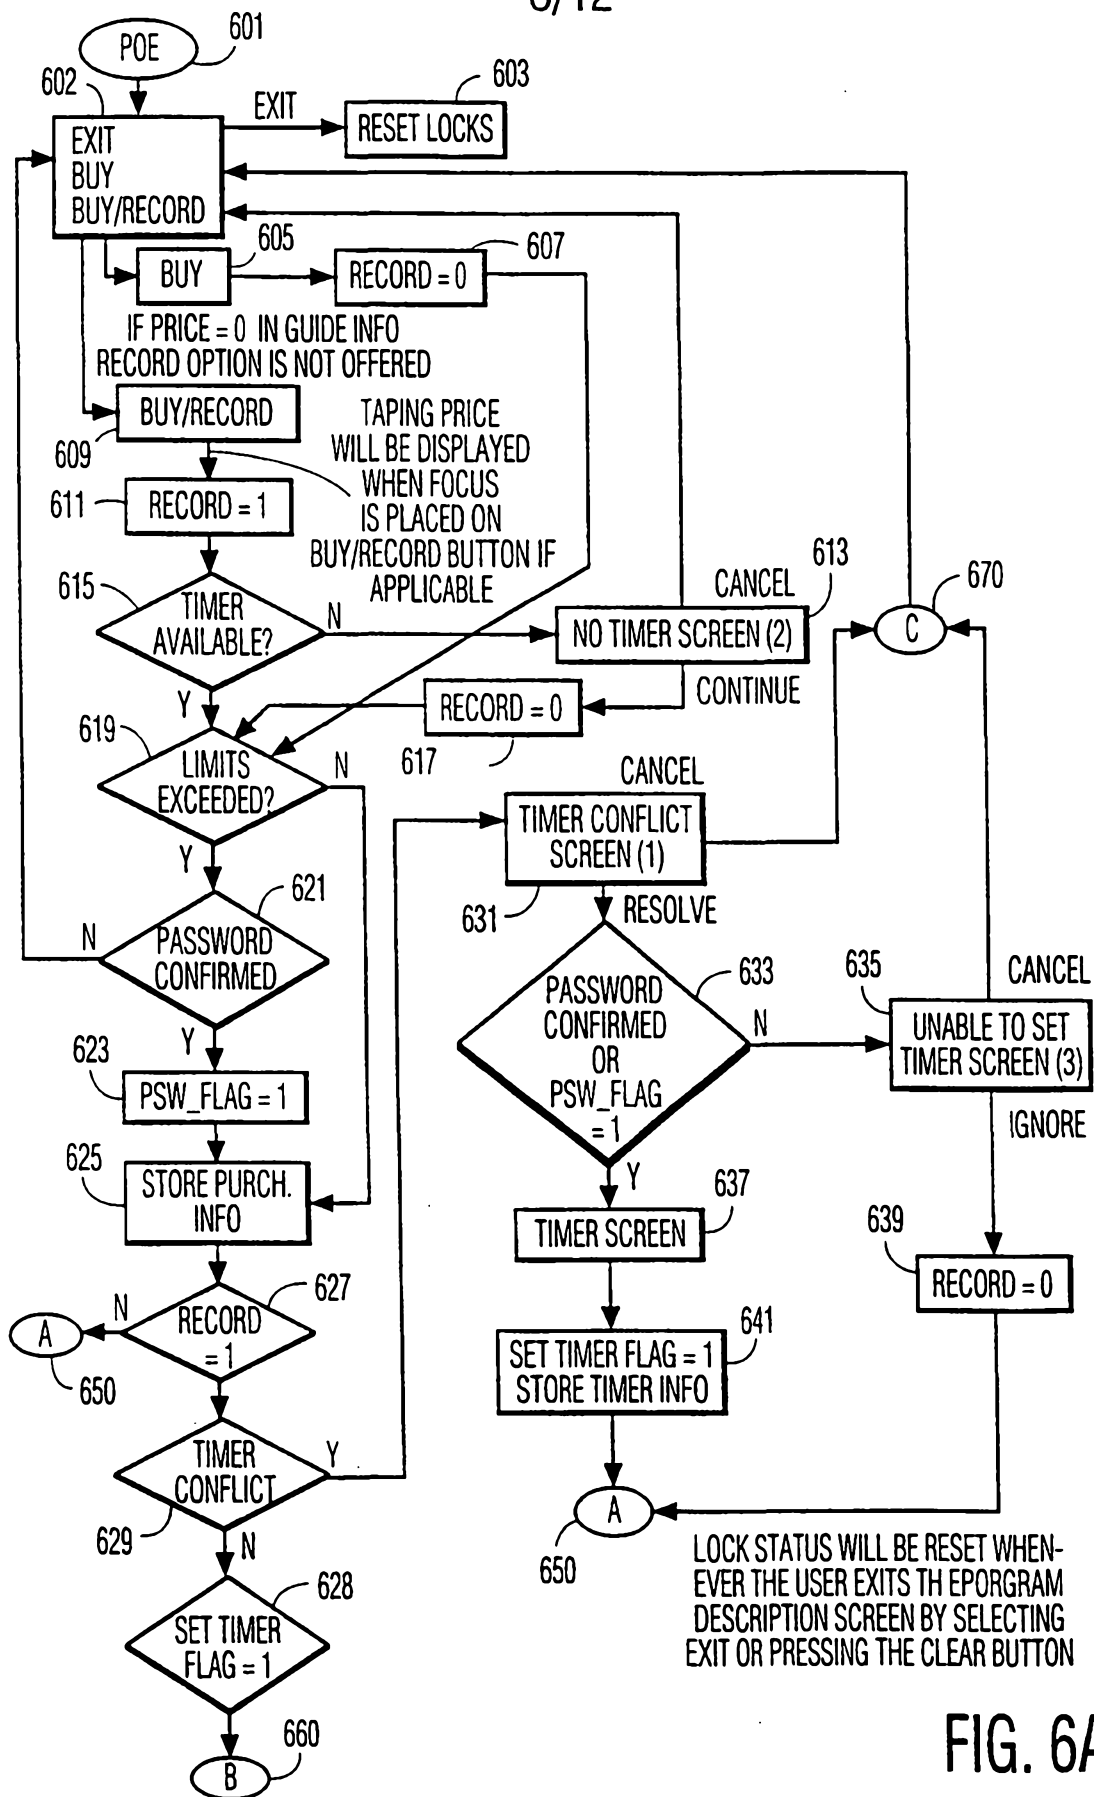 POE
601
602
EXIT
BUY
BUY/RECORD
EXIT
603
RESET LOCKS
605
BUY
607
RECORD = 0
IF PRICE = 0 IN GUIDE INFO
RECORD OPTION IS NOT OFFERED
BUY/RECORD
609
TAPING PRICE
WILL BE DISPLAYED
WHEN FOCUS
IS PLACED ON
BUY/RECORD BUTTON IF
APPLICABLE
611
RECORD = 1
615
TIMER
AVAILABLE?
N
Y
CANCEL
613
NO TIMER SCREEN (2)
CONTINUE
670
C
RECORD = 0
617
619
LIMITS
EXCEEDED?
N
Y
621
PASSWORD
CONFIRMED
N
Y
623
PSW_FLAG = 1
625
STORE PURCH.
INFO
627
RECORD
= 1
N
A
650
TIMER
CONFLICT
Y
629
N
628
SET TIMER
FLAG = 1
660
B
CANCEL
TIMER CONFLICT
SCREEN (1)
631
RESOLVE
633
PASSWORD
CONFIRMED
OR
PSW_FLAG
= 1
N
Y
635
CANCEL
UNABLE TO SET
TIMER SCREEN (3)
IGNORE
637
TIMER SCREEN
639
RECORD = 0
641
SET TIMER FLAG = 1
STORE TIMER INFO
A
650
LOCK STATUS WILL BE RESET WHEN-
EVER THE USER EXITS TH EPORGRAM
DESCRIPTION SCREEN BY SELECTING
EXIT OR PRESSING THE CLEAR BUTTON
FIG. 6A